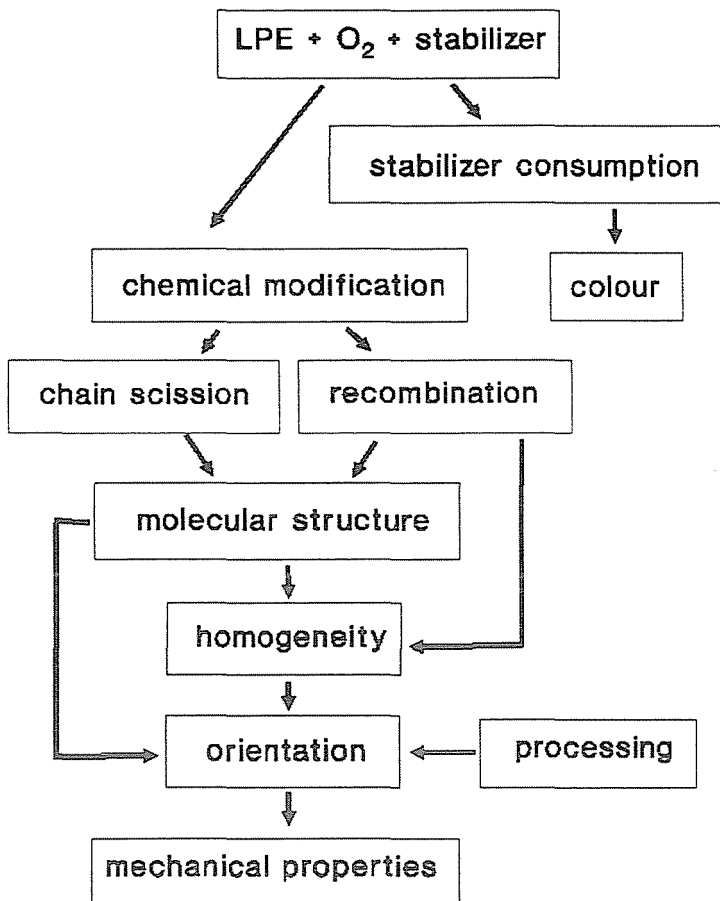 LPE + O₂ + stabilizer
stabilizer consumption
chemical modification
colour
chain scission
recombination
molecular structure
homogeneity
orientation
processing
mechanical properties